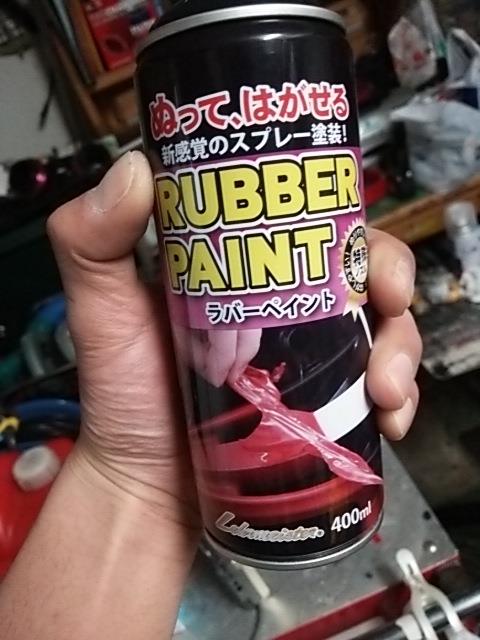 ぬって、はがせる
新感覚のスプレー塗装!
RUBBER
PAINT
ラバーペイント
Lehrmeister.
400ml